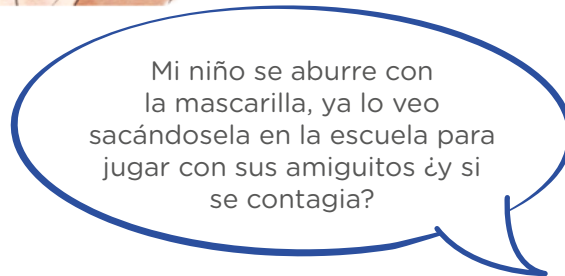 Mi niño se aburre con
la mascarilla, ya lo veo
sacándosela en la escuela para
jugar con sus amiguitos ¿y si
se contagia?